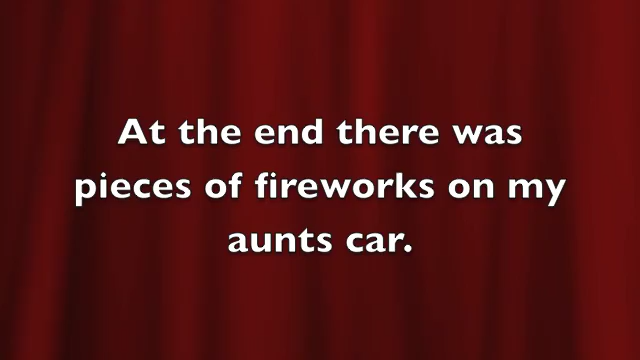 At the end there was
pieces of fireworks on my
aunts car.